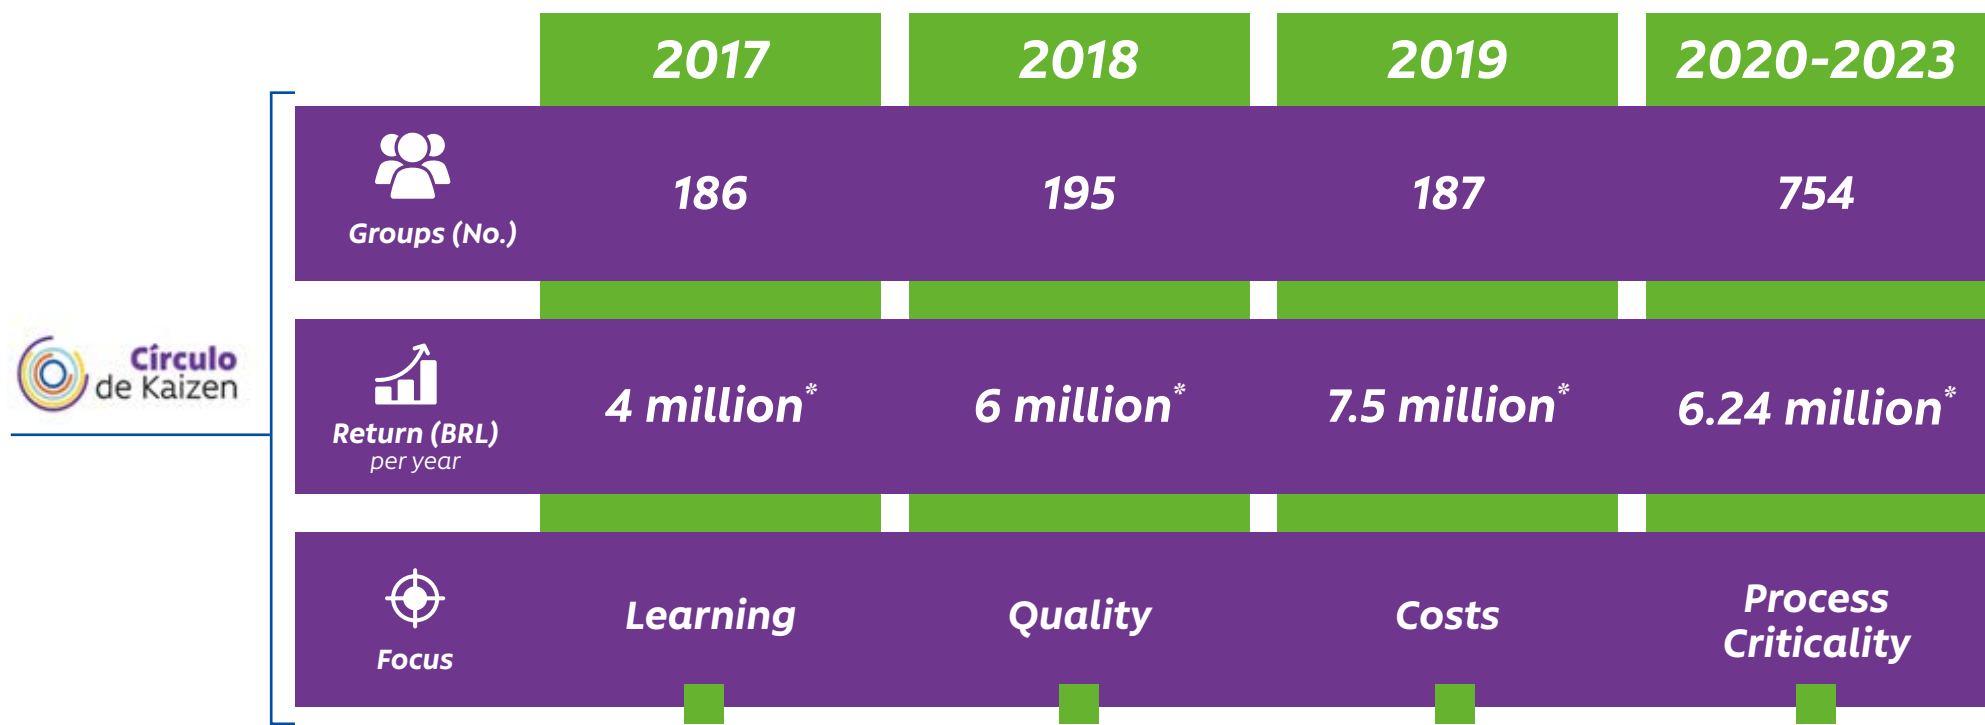 2017 2018 2019 2020-2023
Groups (No.) 186 195 187 754
Círculo
de Kaizen
Return (BRL)
per year
4 million* 6 million* 7.5 million* 6.24 million*
Focus
Learning Quality Costs Process
Criticality